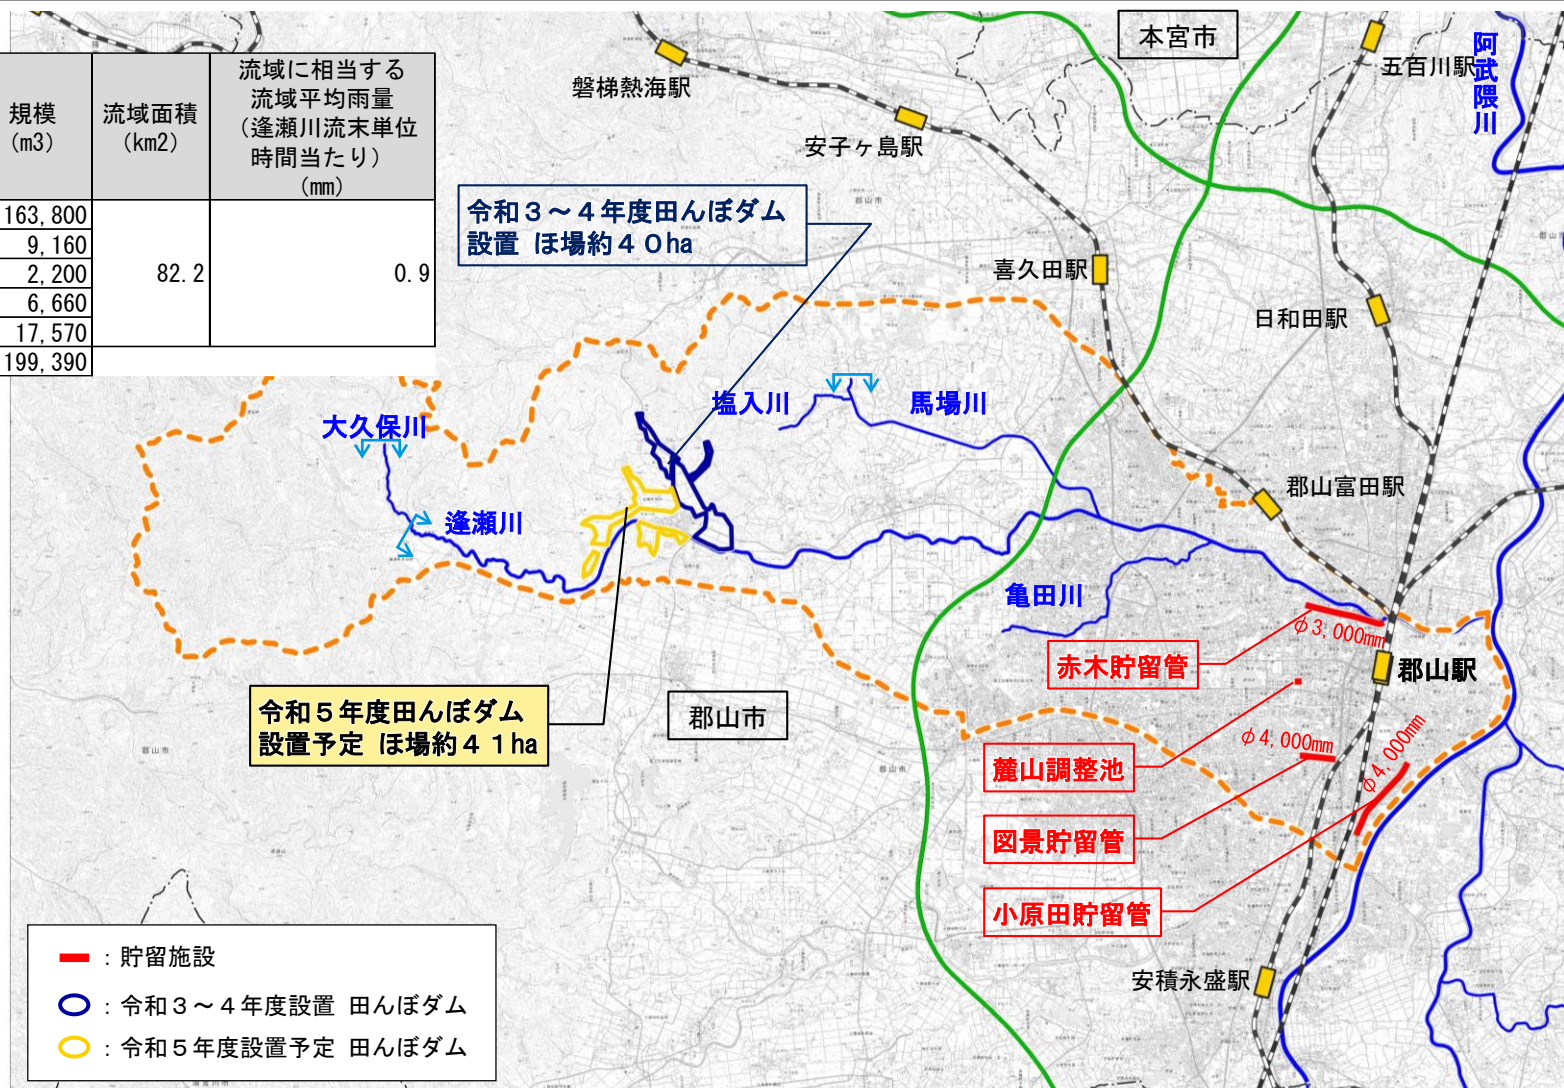 規模
(m3)
流域面積
(km2)
流域に相当する
流域平均雨量
(逢瀬川流末単位
時間当たり)
(mm)
163,800
9,160
2,200
6,660
17,570
199,390
82.2
0.9
本宮市
五百川駅
阿武隈川
磐梯熱海駅
安子ヶ島駅
令和3～4年度田んぼダム
設置 ほ場約40ha
喜久田駅
日和田駅
塩入川
馬場川
大久保川
逢瀬川
郡山富田駅
亀田川
φ3,000mm
赤木貯留管
郡山駅
令和5年度田んぼダム
設置予定 ほ場約41ha
郡山市
麓山調整池
φ4,000mm
φ4,000mm
図景貯留管
小原田貯留管
安積永盛駅
：貯留施設
：令和3～4年度設置 田んぼダム
：令和5年度設置予定 田んぼダム
郡山市
郡山市
郡山市